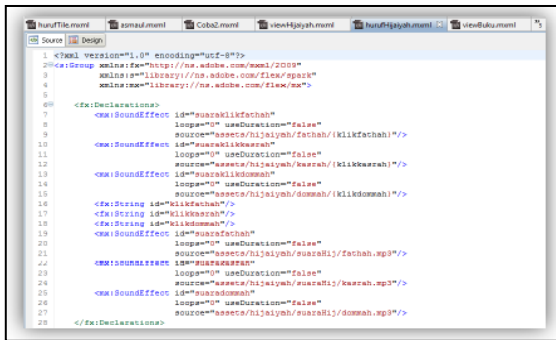 hurufTile.mxml asmaul.mxml Coba2.mxml viewHijaiyah.mxml hurufHijaiyah.mxml viewBuku.mxml
Source Design
1 <?xml version="1.0" encoding="utf-8"?>
2 <s:Group xmlns:fx="http://ns.adobe.com/mxml/2009"
3 xmlns:s="library://ns.adobe.com/flex/spark"
4 xmlns:mx="library://ns.adobe.com/flex/mx">
5
6 <fx:Declarations>
7 <mx:SoundEffect id="suaraklikfathah"
8 loops="0" useDuration="false"
9 source="assets/hijaiyah/fathah/{klikfathah}"/>
10 <mx:SoundEffect id="suaraklikkasrah"
11 loops="0" useDuration="false"
12 source="assets/hijaiyah/kasrah/{klikkasrah}"/>
13 <mx:SoundEffect id="suaraklikdommah"
14 loops="0" useDuration="false"
15 source="assets/hijaiyah/dommah/{klikdommah}"/>
16 <fx:String id="klikfathah"/>
17 <fx:String id="klikkasrah"/>
18 <fx:String id="klikdommah"/>
19 <mx:SoundEffect id="suarafathah"
20 loops="0" useDuration="false"
21 source="assets/hijaiyah/suaraHij/fathah.mp3"/>
22 <mx:SoundEffect id="suarakasrah"
23 loops="0" useDuration="false"
24 source="assets/hijaiyah/suaraHij/kasrah.mp3"/>
25 <mx:SoundEffect id="suaradommah"
26 loops="0" useDuration="false"
27 source="assets/hijaiyah/suaraHij/dommah.mp3"/>
28 </fx:Declarations>